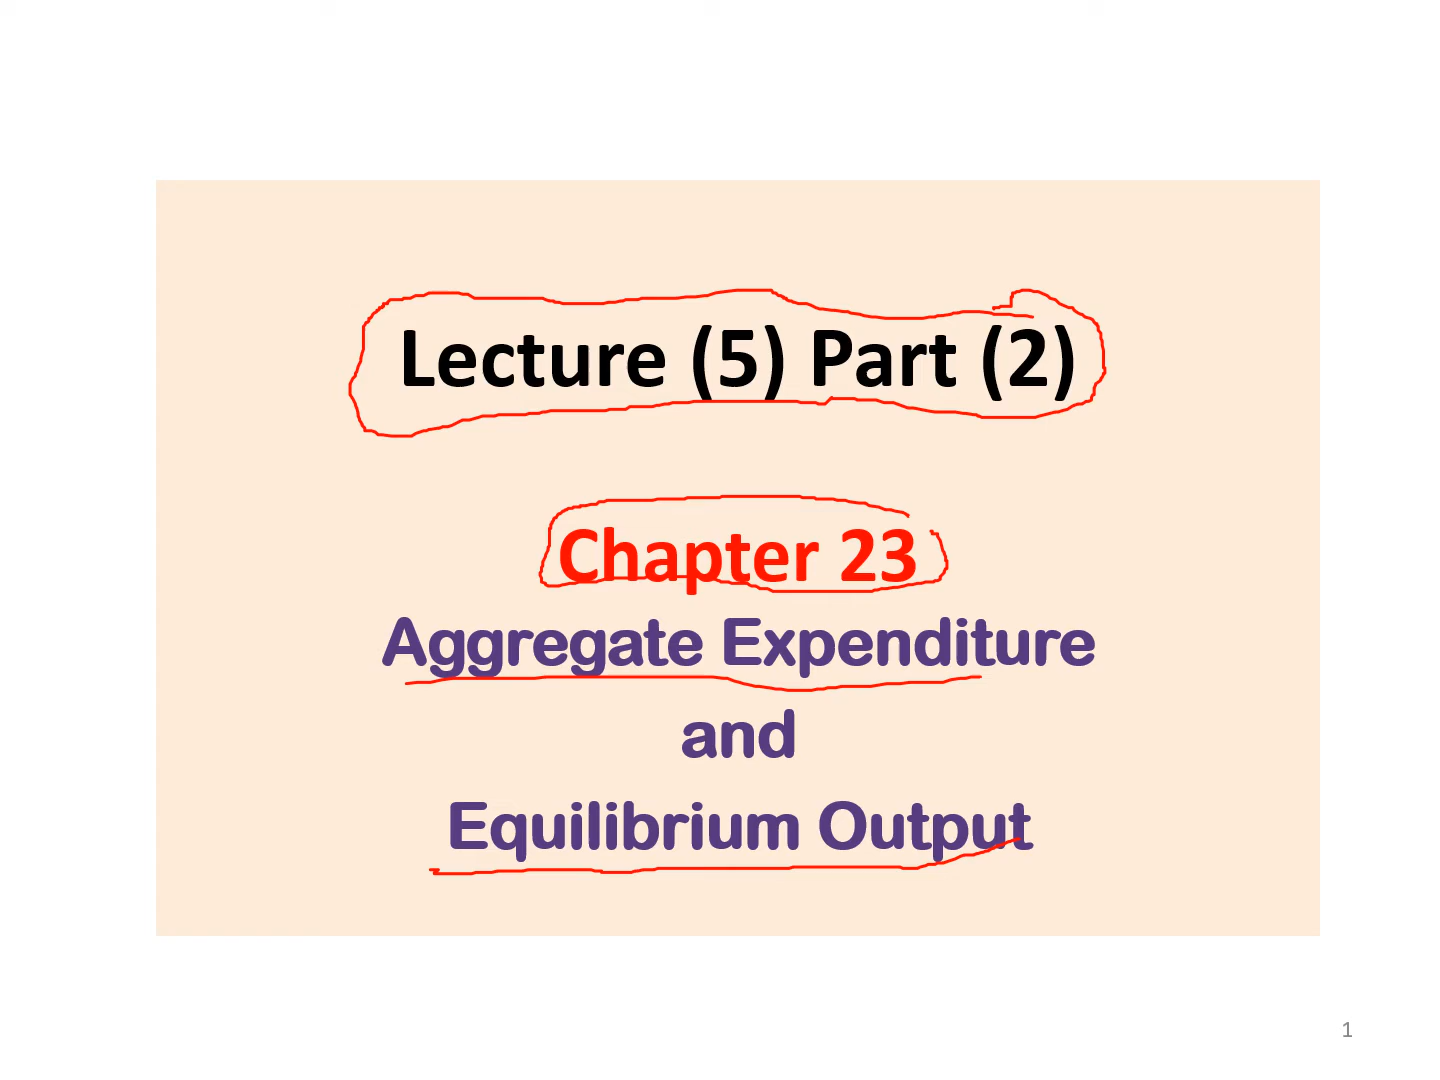 Lecture (5) Part (2)
Chapter 23
Aggregate Expenditure
and
Equilibrium Output
1